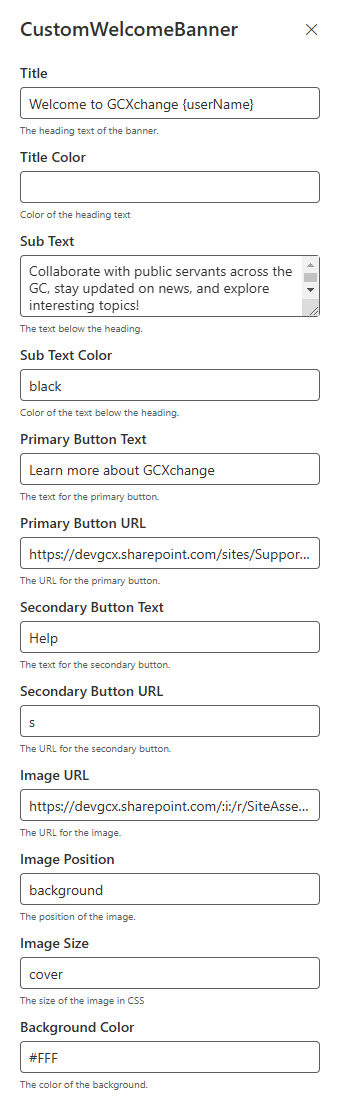 CustomWelcomeBanner
Title
Welcome to GCXchange {userName}
The heading text of the banner.
Title Color
Color of the heading text
Sub Text
Collaborate with public servants across the
GC, stay updated on news, and explore
interesting topics!
The text below the heading.
Sub Text Color
black
Color of the text below the heading.
Primary Button Text
Learn more about GCXchange
The text for the primary button.
Primary Button URL
https://devgcx.sharepoint.com/sites/Suppor...
The URL for the primary button.
Secondary Button Text
Help
The text for the secondary button.
Secondary Button URL
s
The URL for the secondary button.
Image URL
https://devgcx.sharepoint.com/:i:/r/SiteAsse...
The URL for the image.
Image Position
background
The position of the image.
Image Size
cover
The size of the image in CSS
Background Color
#FFF
The color of the background.